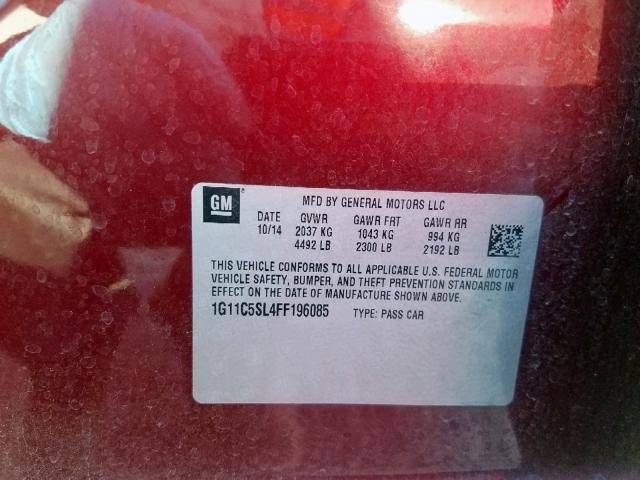 GM ® MFD BY GENERAL MOTORS LLC
DATE GVWR GAWR FRT GAWR RR
10/14 2037 KG 1043 KG 994 KG
4492 LB 2300 LB 2192 LB
THIS VEHICLE CONFORMS TO ALL APPLICABLE U.S. FEDERAL MOTOR
VEHICLE SAFETY, BUMPER, AND THEFT PREVENTION STANDARDS IN
EFFECT ON THE DATE OF MANUFACTURE SHOWN ABOVE.
1G11C5SL4FF196085 TYPE: PASS CAR